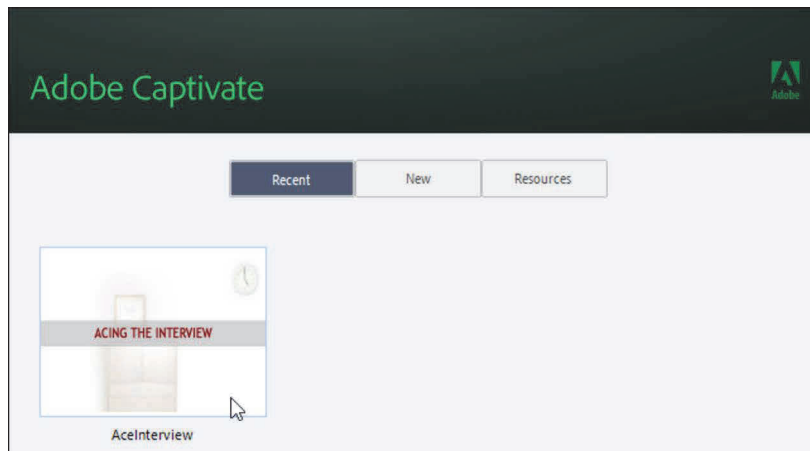 Adobe Captivate
Adobe
Recent New Resources
ACING THE INTERVIEW
AceInterview